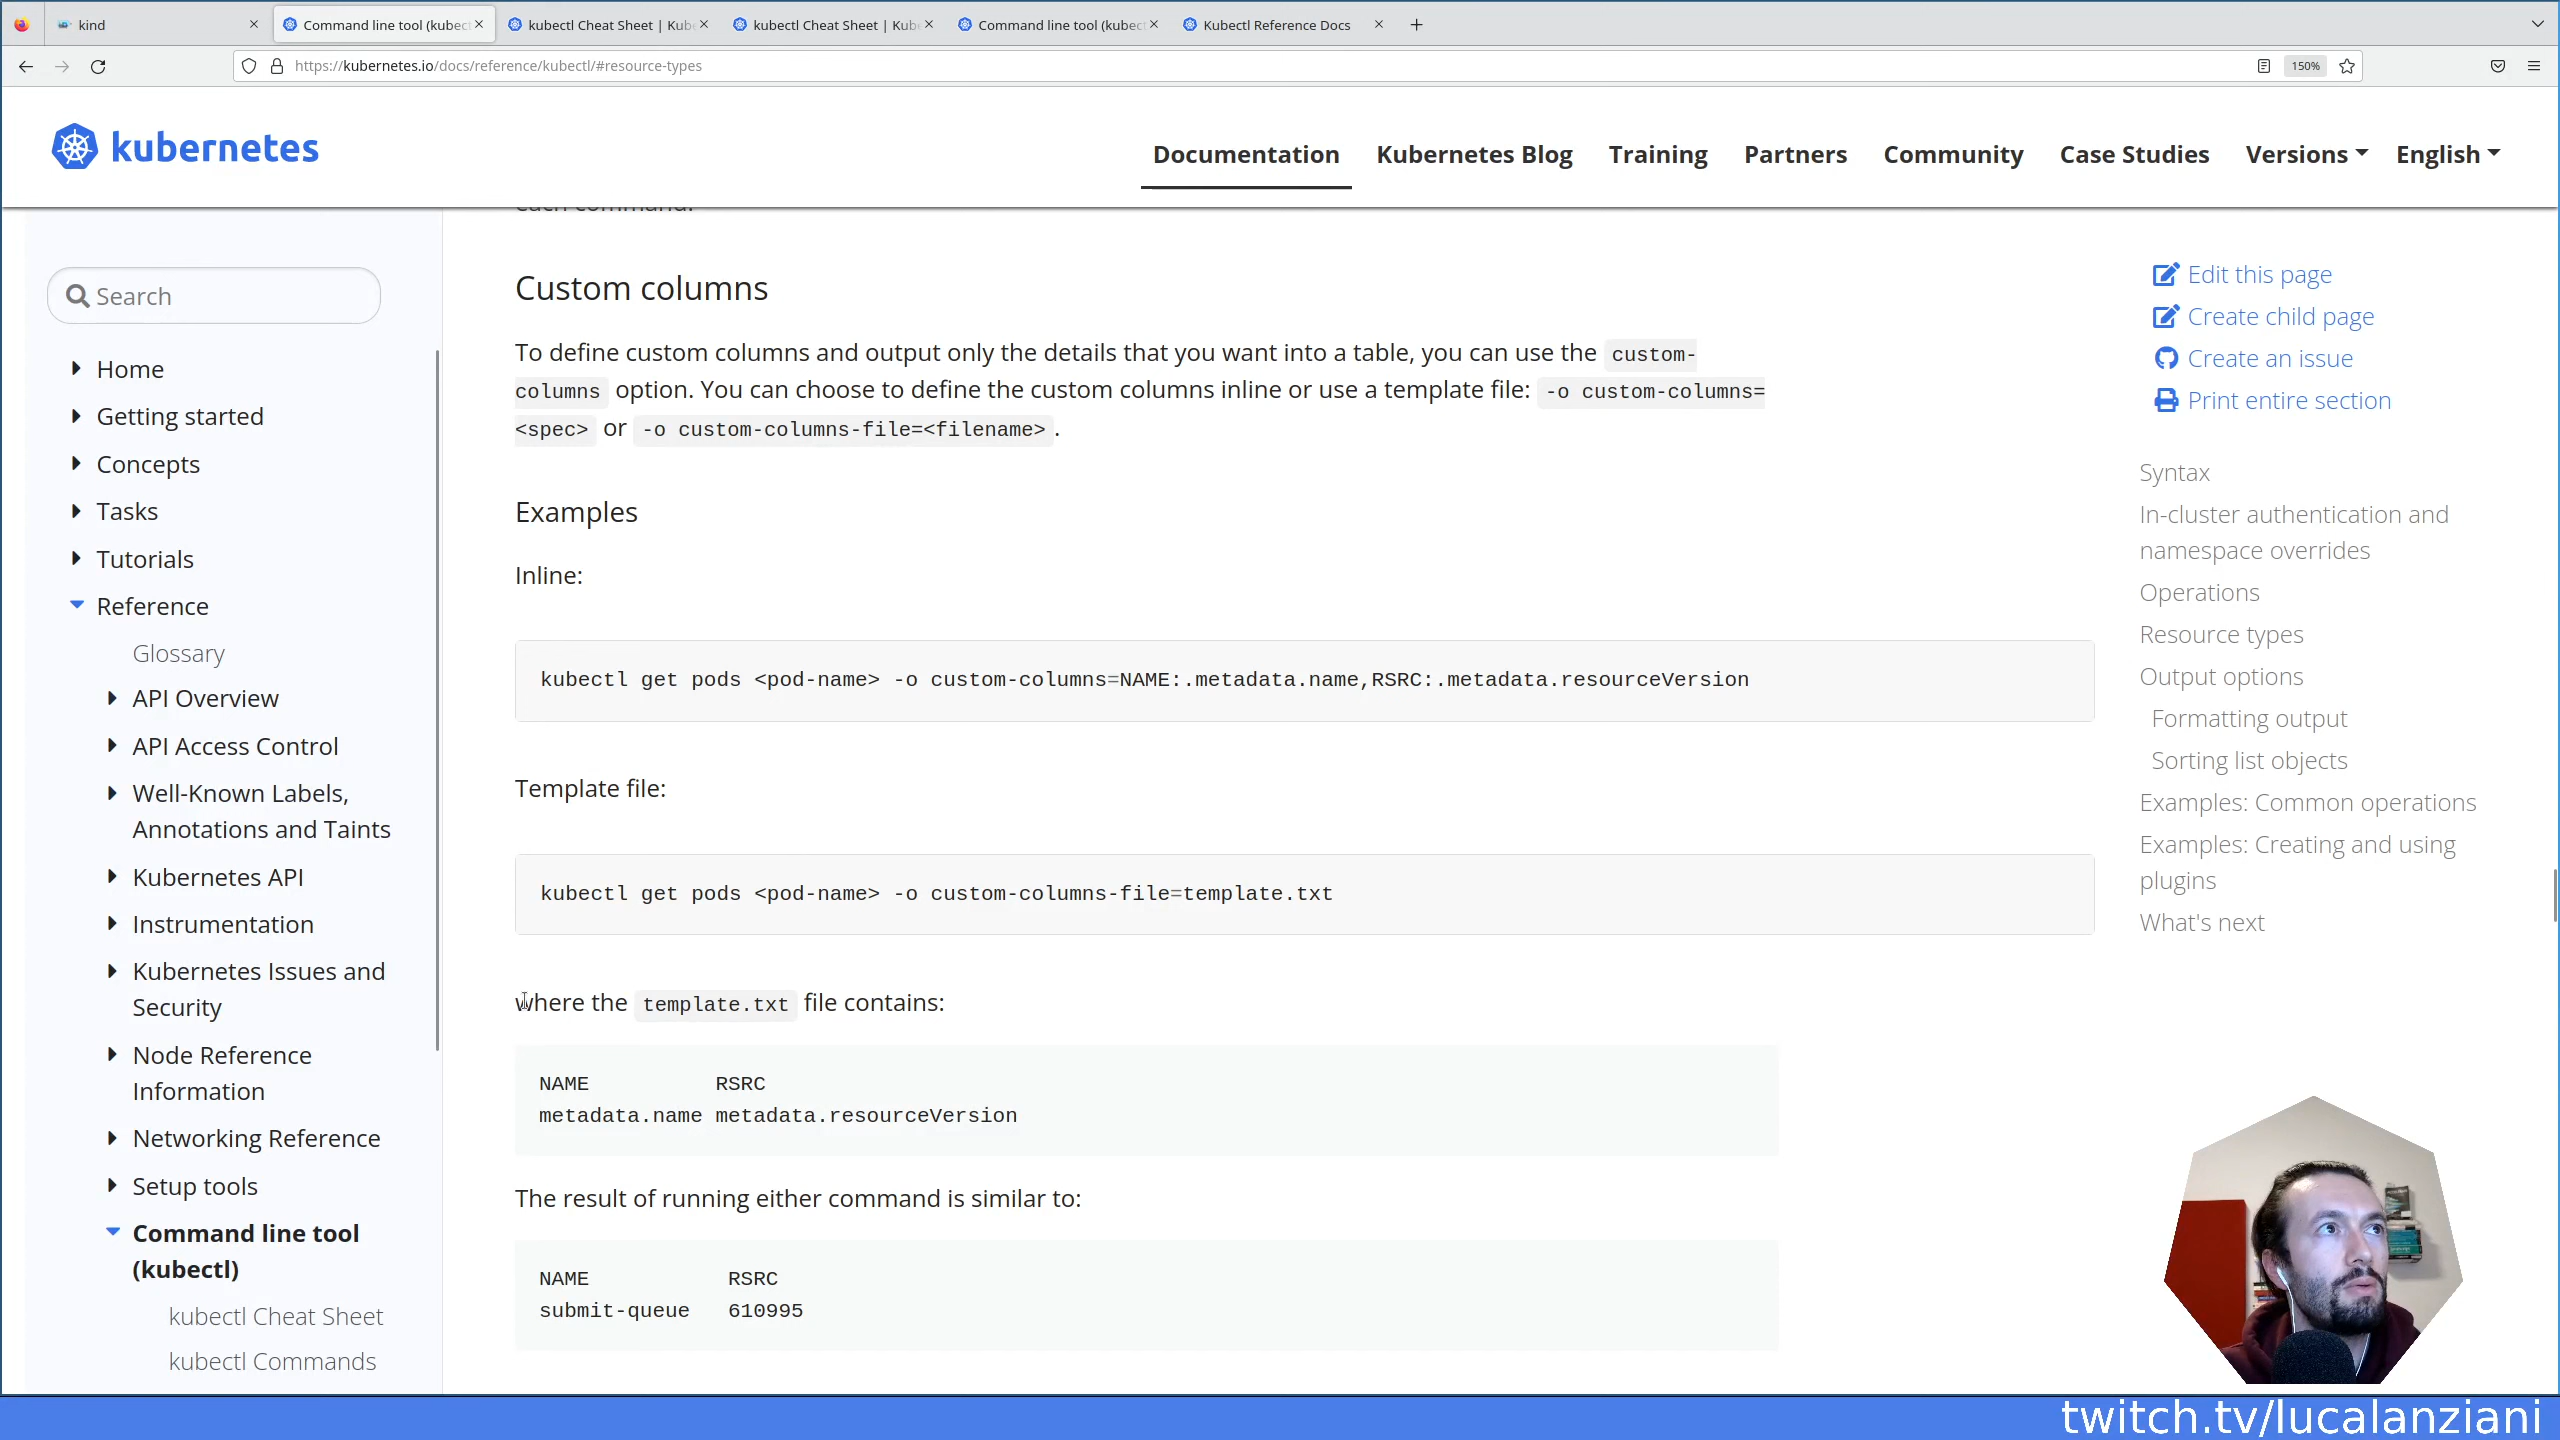 kind
Command line tool (kubect
kubectl Cheat Sheet | Kube
kubectl Cheat Sheet | Kube
Command line tool (kubect
Kubectl Reference Docs
https://kubernetes.io/docs/reference/kubectl/#resource-types
150%
kubernetes
Documentation
Kubernetes Blog
Training
Partners
Community
Case Studies
Versions
English
each command.
Search
Home
Getting started
Concepts
Tasks
Tutorials
Reference
Glossary
API Overview
API Access Control
Well-Known Labels,
Annotations and Taints
Kubernetes API
Instrumentation
Kubernetes Issues and
Security
Node Reference
Information
Networking Reference
Setup tools
Command line tool
(kubectl)
kubectl Cheat Sheet
kubectl Commands
Custom columns
To define custom columns and output only the details that you want into a table, you can use the custom-
columns option. You can choose to define the custom columns inline or use a template file: -o custom-columns=
<spec> or -o custom-columns-file=<filename> .
Examples
Inline:
kubectl get pods <pod-name> -o custom-columns=NAME:.metadata.name,RSRC:.metadata.resourceVersion
Template file:
kubectl get pods <pod-name> -o custom-columns-file=template.txt
where the template.txt file contains:
NAME RSRC
metadata.name metadata.resourceVersion
The result of running either command is similar to:
NAME RSRC
submit-queue 610995
Edit this page
Create child page
Create an issue
Print entire section
Syntax
In-cluster authentication and
namespace overrides
Operations
Resource types
Output options
Formatting output
Sorting list objects
Examples: Common operations
Examples: Creating and using
plugins
What's next
twitch.tv/lucalanziani